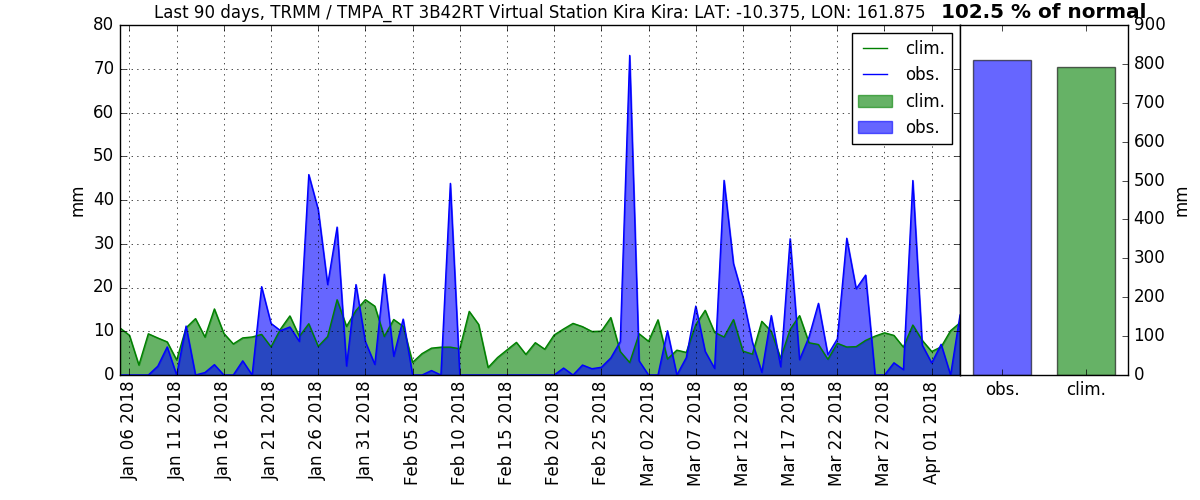 Last 90 days, TRMM / TMPA_RT 3B42RT Virtual Station Kira Kira: LAT: -10.375, LON: 161.875
102.5 % of normal
80
70
60
50
40
30
20
10
0
mm
clim.
obs.
clim.
obs.
900
800
700
600
500
400
300
200
100
0
mm
obs.
clim.
Jan 06 2018
Jan 11 2018
Jan 16 2018
Jan 21 2018
Jan 26 2018
Jan 31 2018
Feb 05 2018
Feb 10 2018
Feb 15 2018
Feb 20 2018
Feb 25 2018
Mar 02 2018
Mar 07 2018
Mar 12 2018
Mar 17 2018
Mar 22 2018
Mar 27 2018
Apr 01 2018